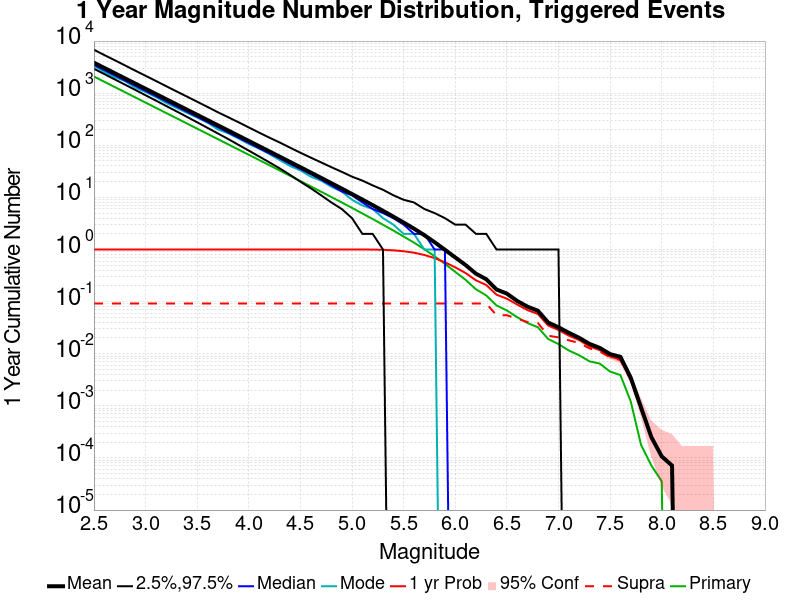 1 Year Magnitude Number Distribution, Triggered Events
1 Year Cumulative Number
10^4
10^3
10^2
10^1
10^0
10^-1
10^-2
10^-3
10^-4
10^-5
2.5 3.0 3.5 4.0 4.5 5.0 5.5 6.0 6.5 7.0 7.5 8.0 8.5 9.0
Magnitude
Mean 2.5%,97.5% Median Mode 1 yr Prob 95% Conf Supra Primary